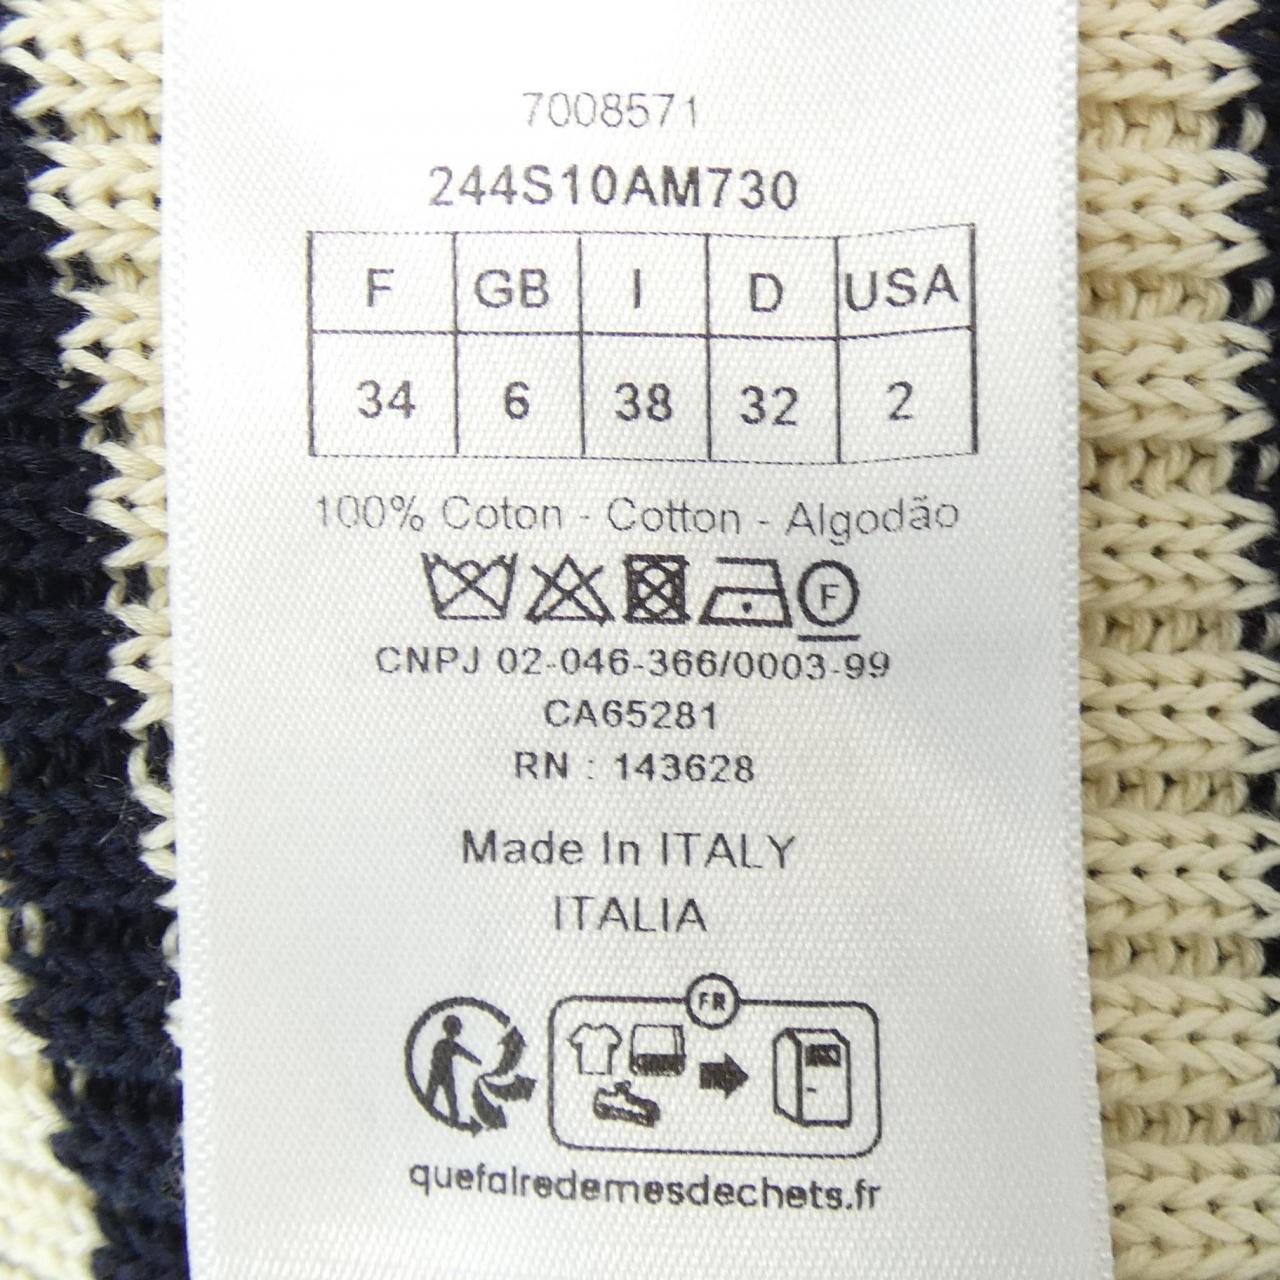 7008571
244S10AM730
F GB I D USA
34 6 38 32 2
100% Coton - Cotton - Algodão
F
CNPJ 02-046-366/0003-99
CA65281
RN : 143628
Made In ITALY
ITALIA
FR
quefairedemesdechets.fr